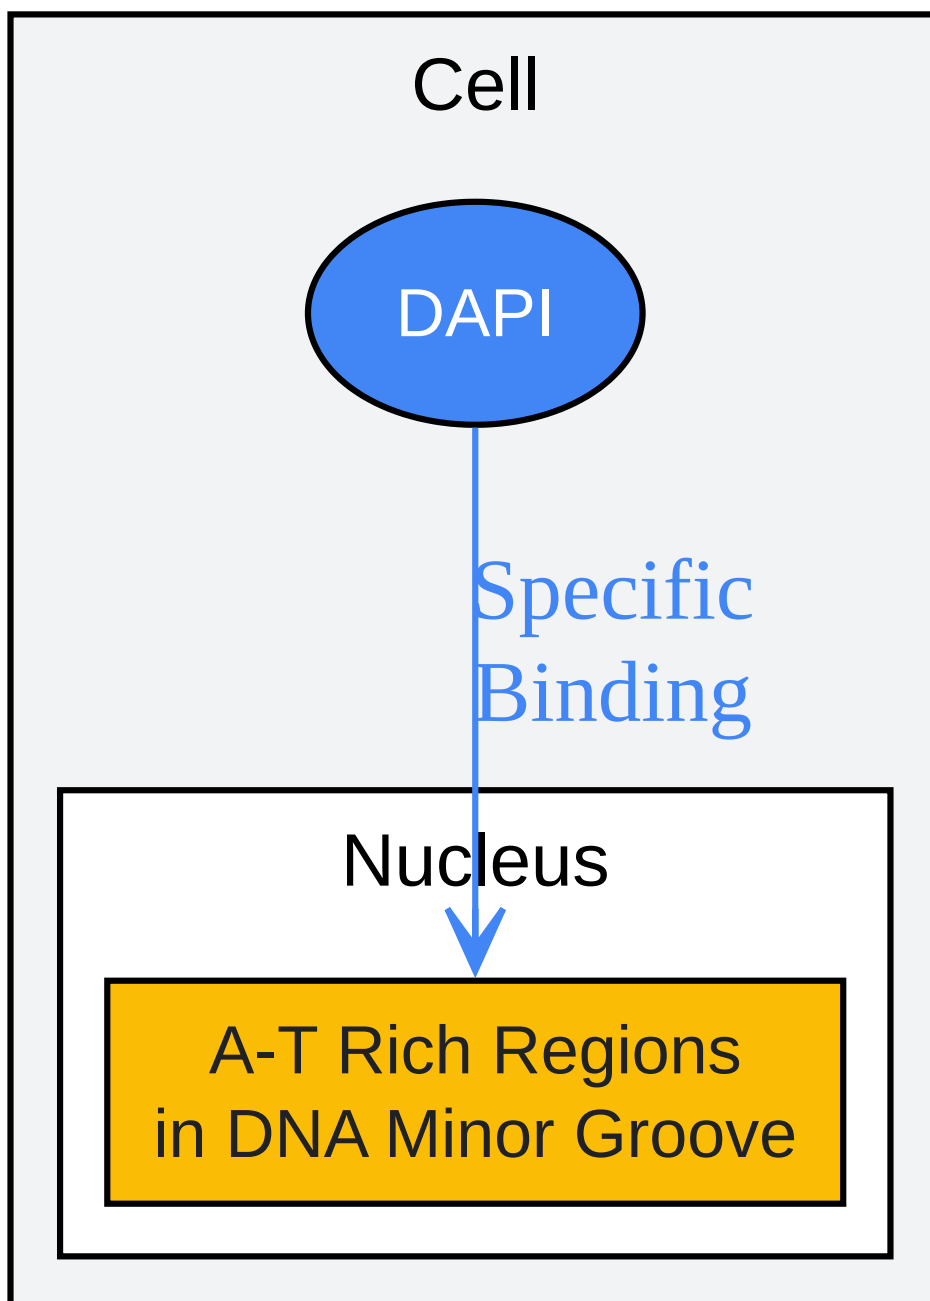 Cell
DAPI
Specific
Binding
Nucleus
A-T Rich Regions
in DNA Minor Groove